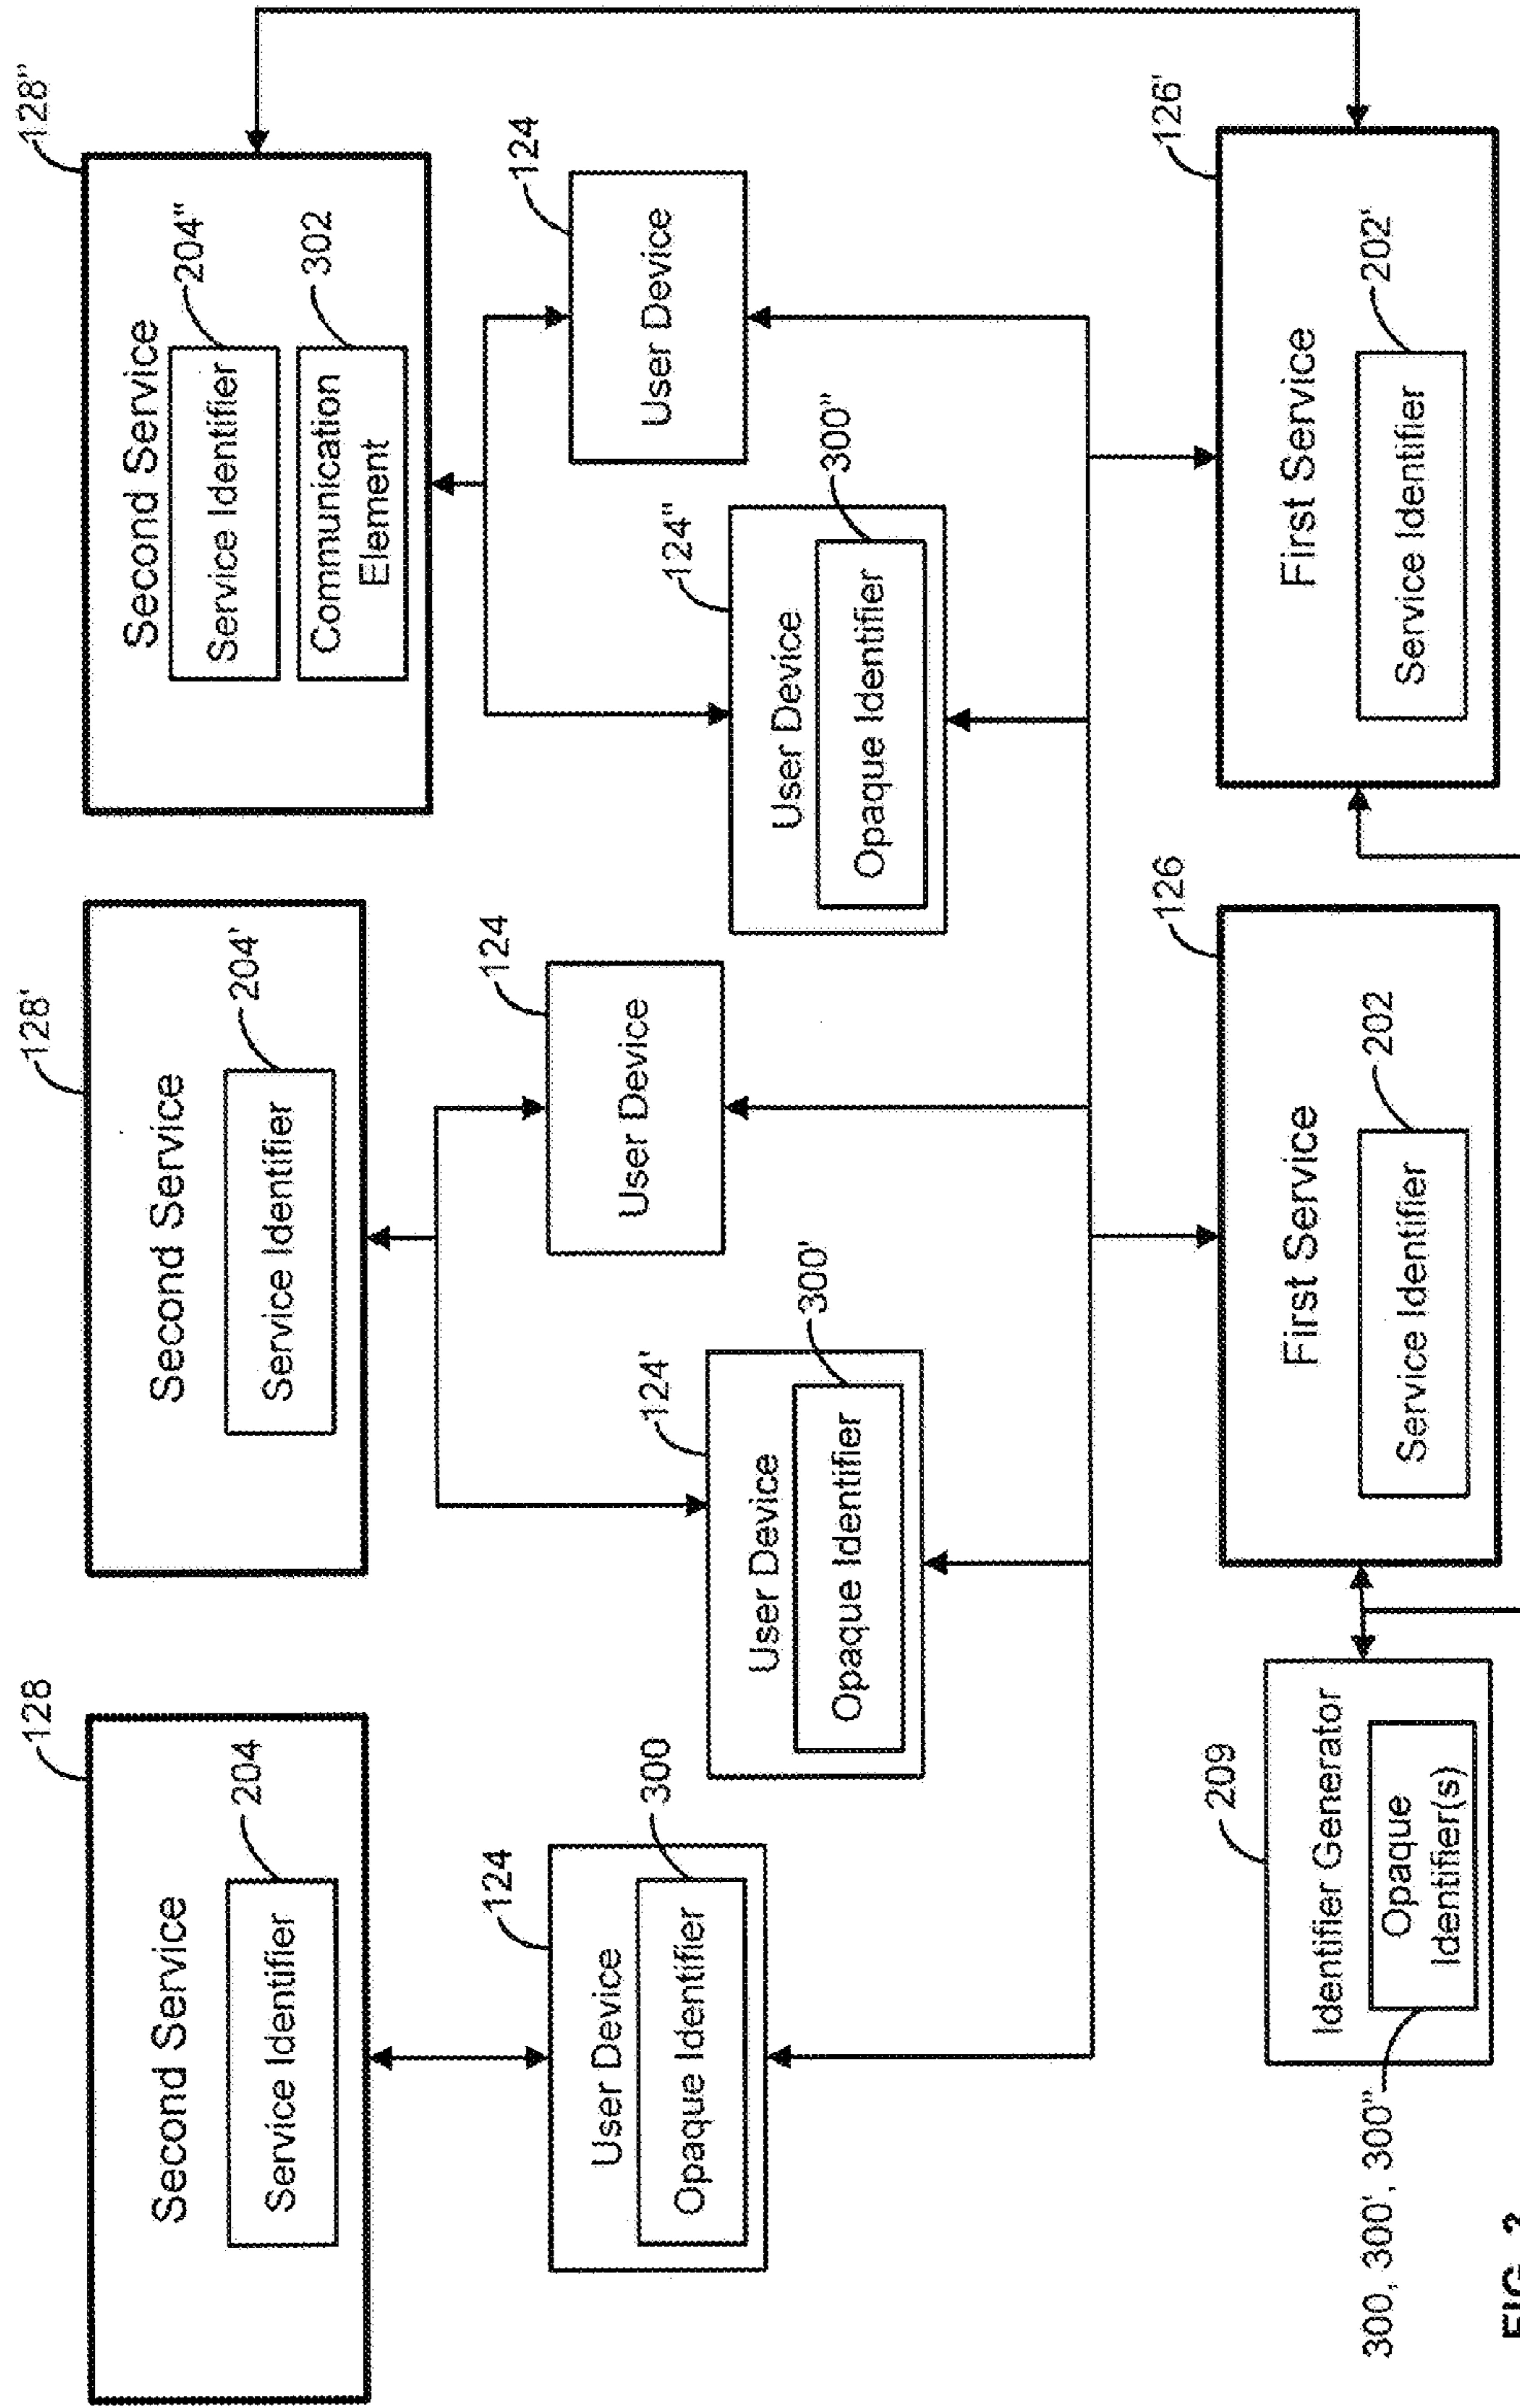 128
Second Service
204
Service Identifier
128'
Second Service
204'
Service Identifier
128"
Second Service
204"
Service Identifier
302
Communication
Element
124
User Device
300
Opaque Identifier
124'
User Device
300'
Opaque Identifier
124
User Device
124"
User Device
300"
Opaque Identifier
124
User Device
209
Identifier Generator
Opaque
Identifier(s)
300, 300', 300"
126
First Service
202
Service Identifier
126'
First Service
202'
Service Identifier
FIG. 3